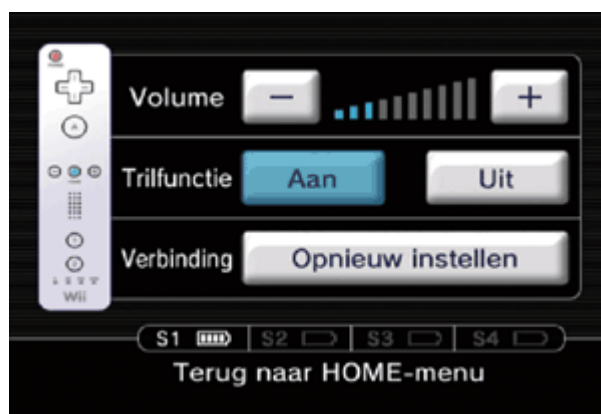 Volume − +
Trilfunctie Aan Uit
Verbinding Opnieuw instellen
Wii
S1 S2 S3 S4
Terug naar HOME-menu